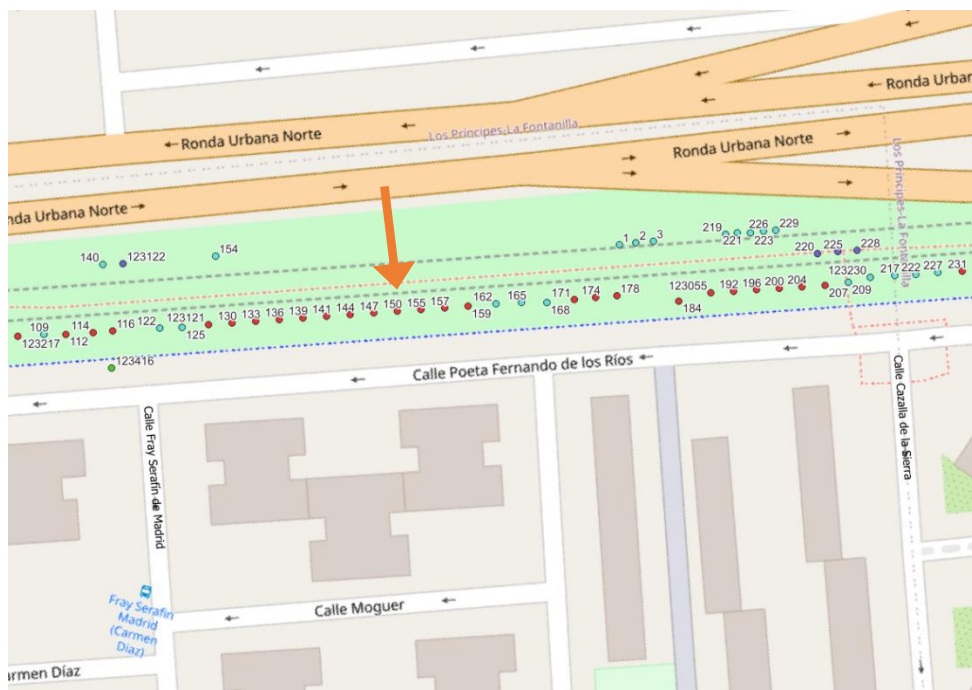 Ronda Urbana
Ronda Urbana Norte
Los Príncipes-La Fontanilla
Ronda Urbana Norte
Los Príncipes-La Fontanilla
nda Urbana Norte
219 226 229
1 2 3
221 223
154
140 123122
220 225 228
123230 217 222 227 231
207 209
123055 192 196 200 204
184
162 165 171 174 178
159 168
130 133 136 139 141 144 147 150 155 157
109 114 116 122 123121
123217 112 125
123416
Calle Poeta Fernando de los Ríos
Calle Cazalla de la Sierra
Calle Fray Serafín de Madrid
Fray Serafín
Madrid
(Carmen
Díaz)
Calle Moguer
armen Díaz